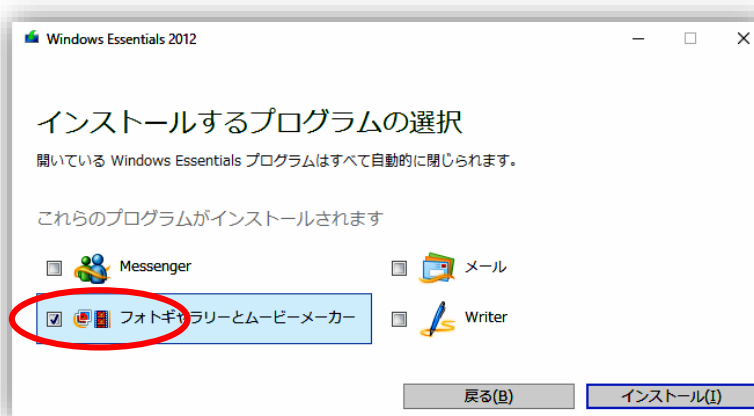 Windows Essentials 2012
インストールするプログラムの選択
開いている Windows Essentials プログラムはすべて自動的に閉じられます。
これらのプログラムがインストールされます
Messenger
メール
フォトギャラリーとムービーメーカー
Writer
戻る(B)
インストール(I)